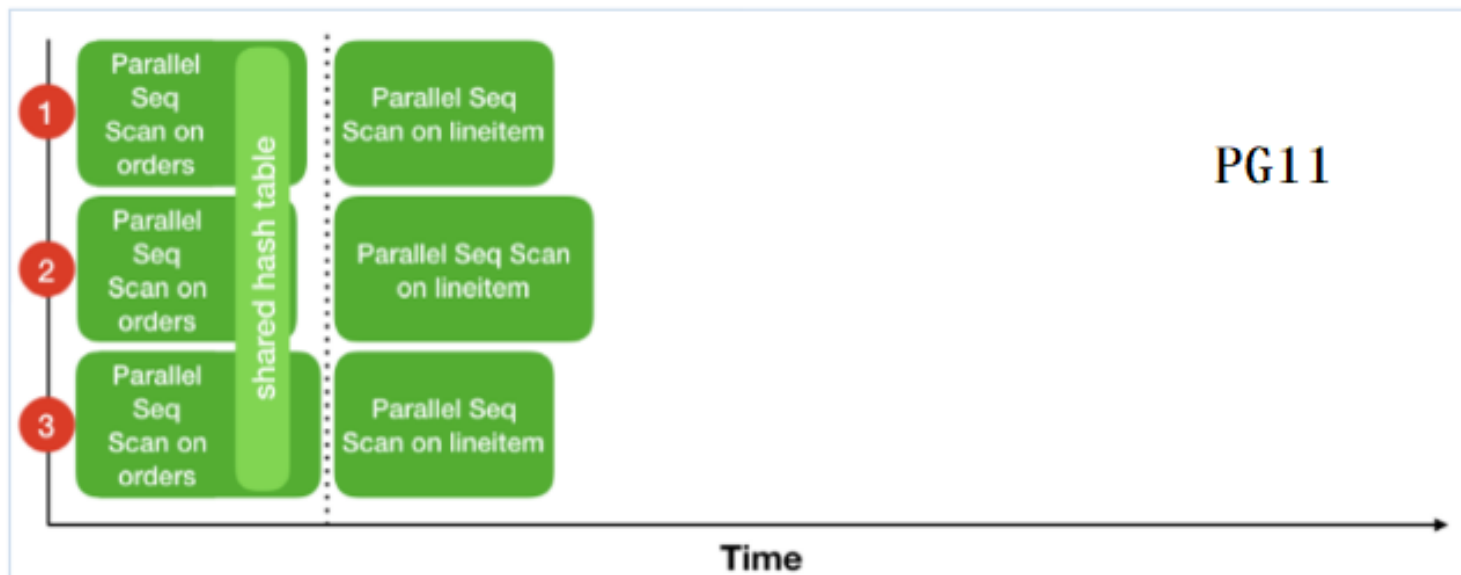 1
Parallel
Seq
Scan on
orders
Parallel Seq
Scan on lineitem
2
Parallel
Seq
Scan on
orders
Parallel Seq Scan
on lineitem
3
Parallel
Seq
Scan on
orders
Parallel Seq
Scan on lineitem
shared hash table
PG11
Time